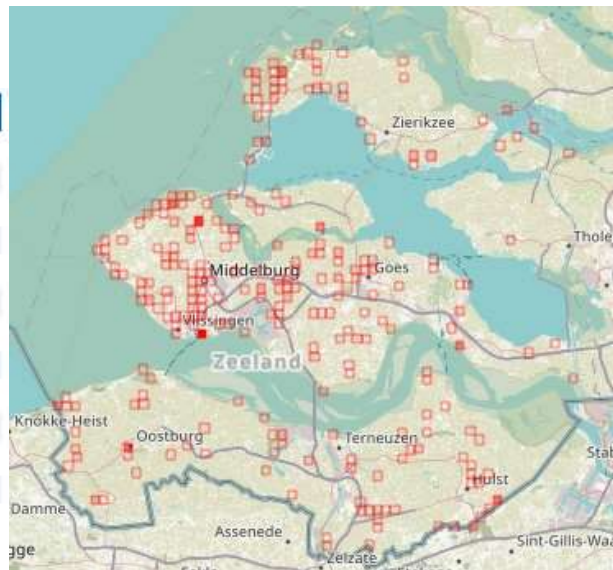 Zierikzee
Thole
Middelburg
Goes
Vlissingen
Zeeland
Knokke-Heist
Oostburg
Terneuzen
Stab
Hulst
Damme
Assenede
Sint-Gillis-Waa
gge
Zelzate